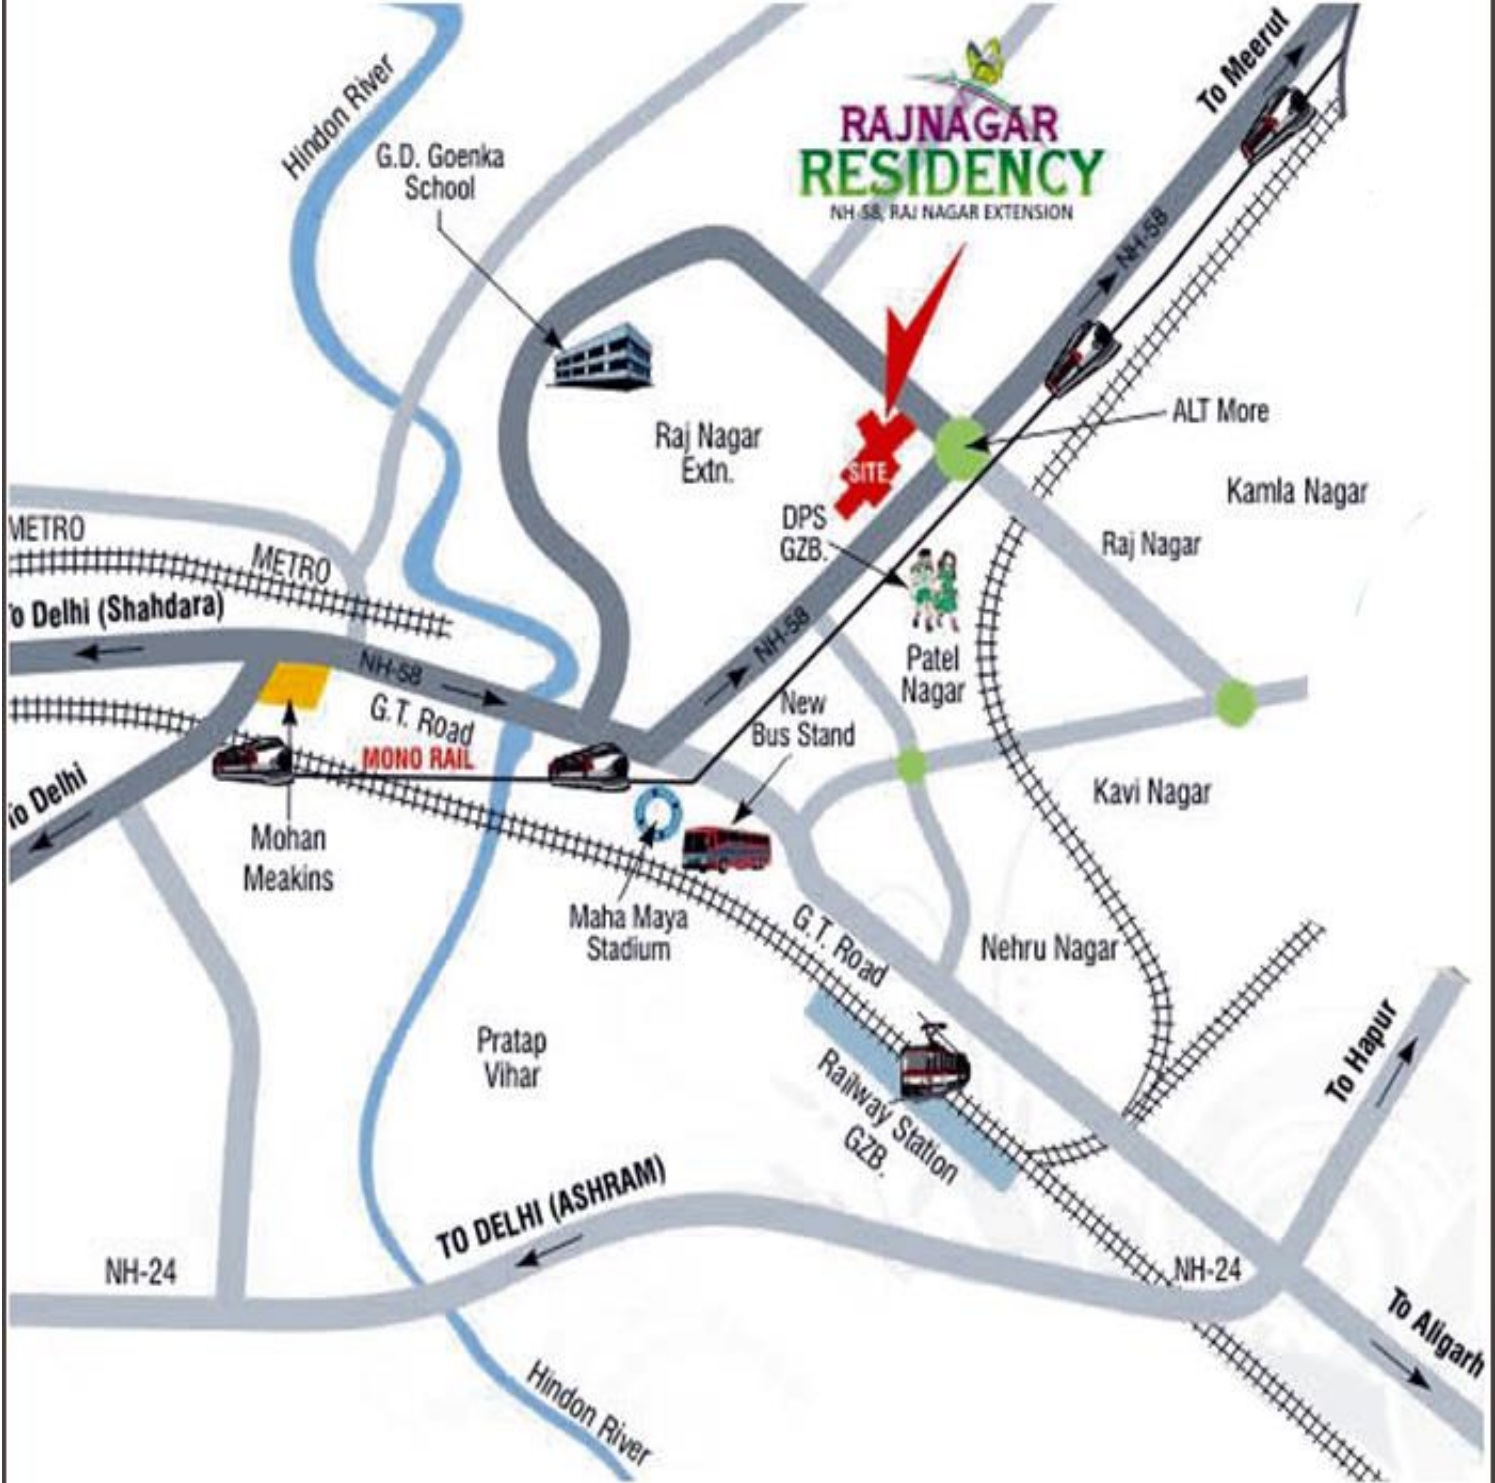 Hindon River
G.D. Goenka
School
RAJNAGAR
RESIDENCY
NH-58, RAJ NAGAR EXTENSION
To Meerut
NH-58
ALT More
Raj Nagar
Extn.
SITE
Kamla Nagar
DPS
GZB.
Raj Nagar
METRO
METRO
To Delhi (Shahdara)
NH-58
NH-58
Patel
Nagar
G.T. Road
MONO RAIL
New
Bus Stand
To Delhi
Kavi Nagar
Mohan
Meakins
Maha Maya
Stadium
G.T. Road
Nehru Nagar
Pratap
Vihar
Railway Station
GZB.
To Hapur
TO DELHI (ASHRAM)
NH-24
NH-24
To Aligarh
Hindon River